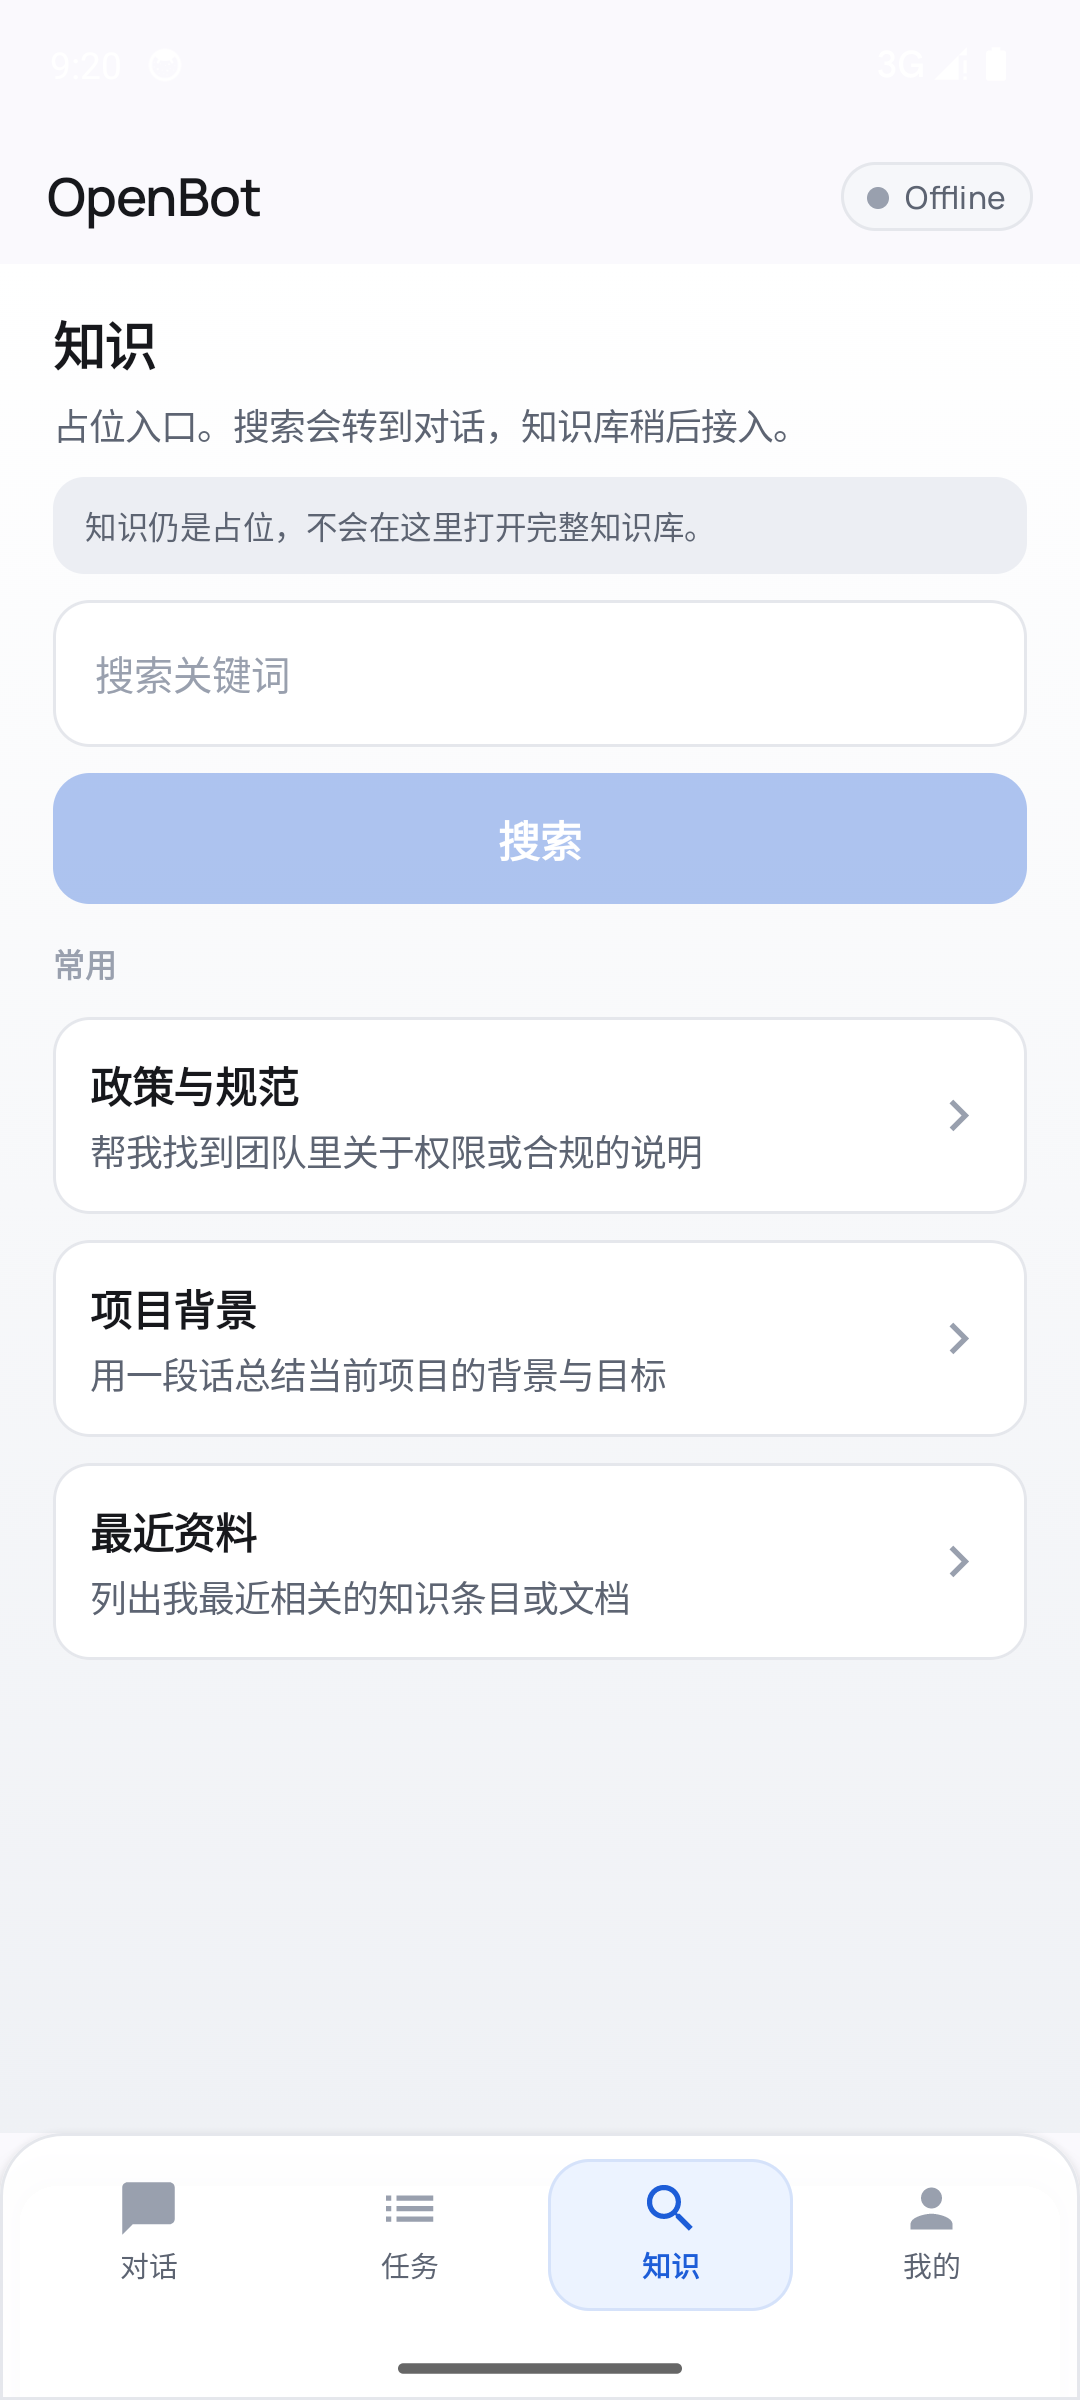 9:20
3G
OpenBot
Offline
知识
占位入口。搜索会转到对话，知识库稍后接入。
知识仍是占位，不会在这里打开完整知识库。
搜索关键词
搜索
常用
政策与规范
帮我找到团队里关于权限或合规的说明
项目背景
用一段话总结当前项目的背景与目标
最近资料
列出我最近相关的知识条目或文档
对话
任务
知识
我的